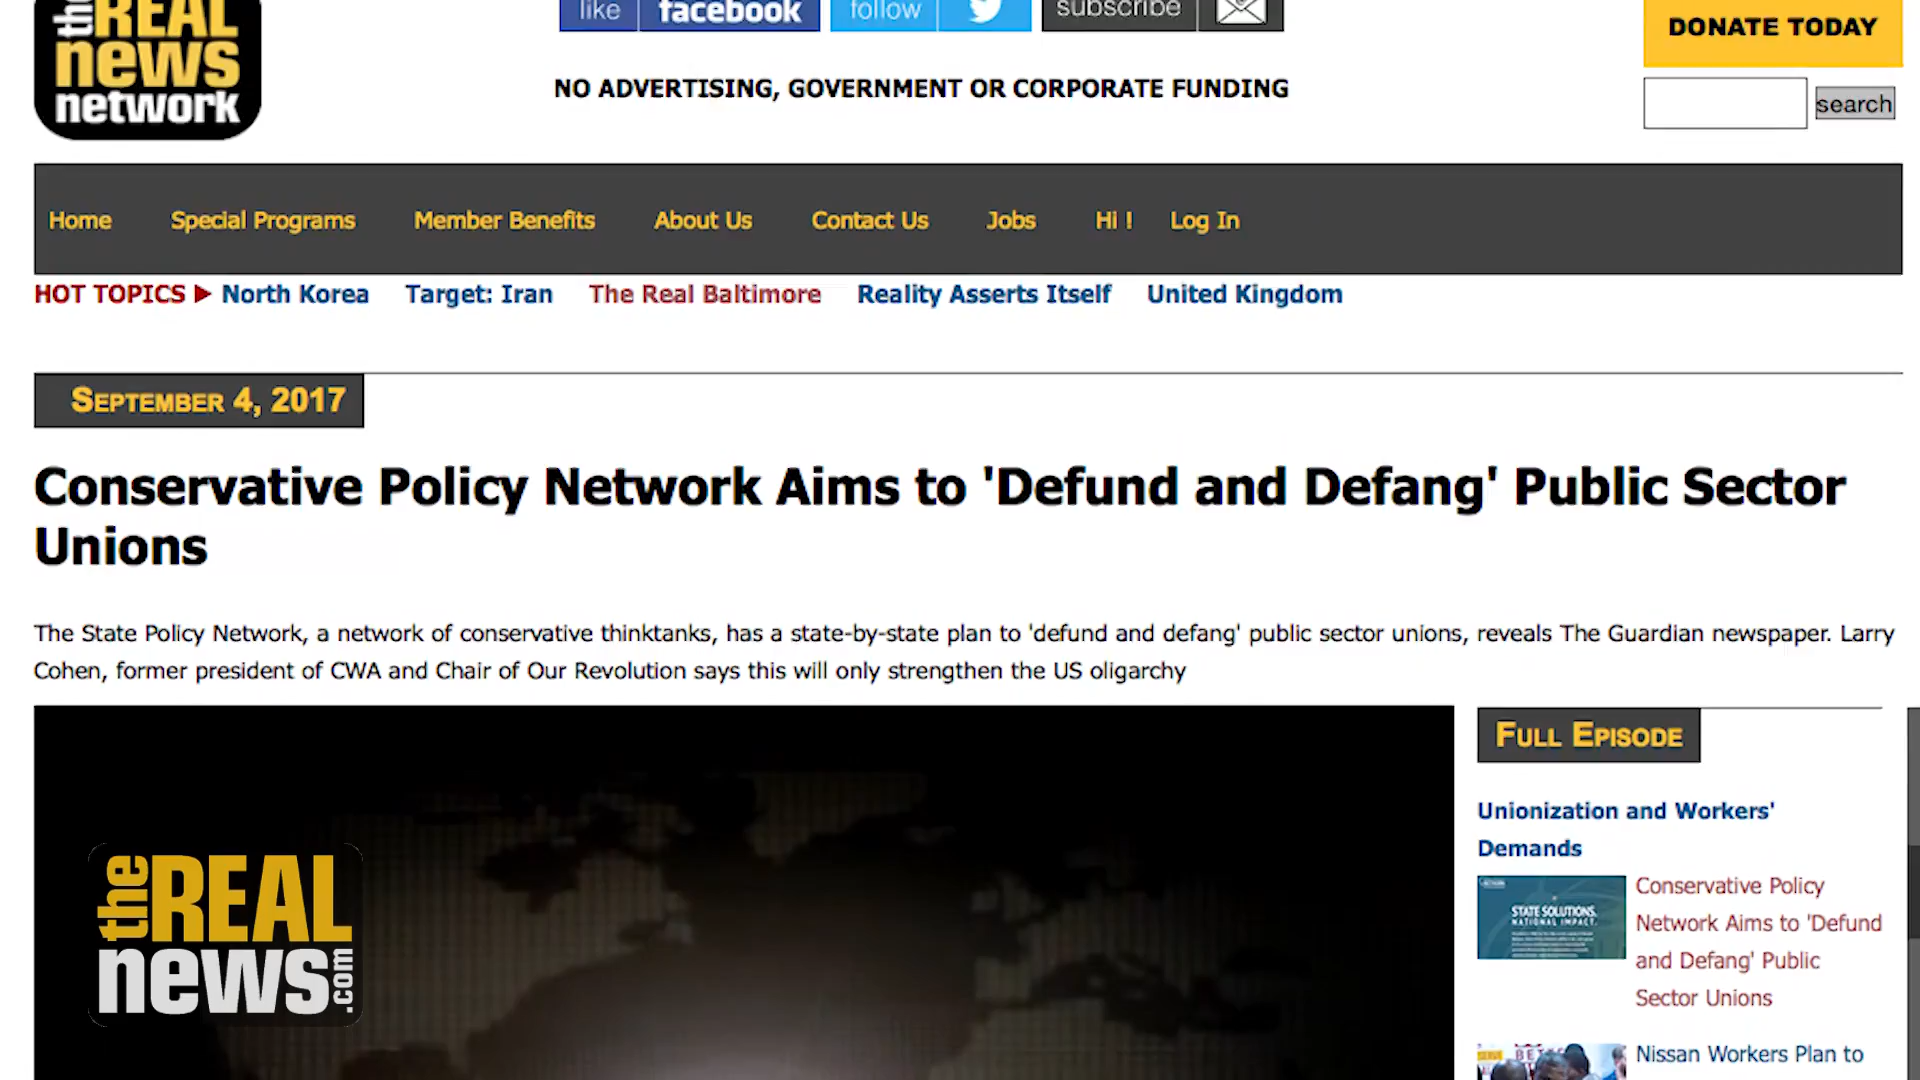 the REAL
news
network
like facebook
follow
subscribe
NO ADVERTISING, GOVERNMENT OR CORPORATE FUNDING
DONATE TODAY
search
Home Special Programs Member Benefits About Us Contact Us Jobs Hi ! Log In
HOT TOPICS North Korea Target: Iran The Real Baltimore Reality Asserts Itself United Kingdom
September 4, 2017
Conservative Policy Network Aims to 'Defund and Defang' Public Sector
Unions
The State Policy Network, a network of conservative thinktanks, has a state-by-state plan to 'defund and defang' public sector unions, reveals The Guardian newspaper. Larry
Cohen, former president of CWA and Chair of Our Revolution says this will only strengthen the US oligarchy
the REAL
news.com
Full Episode
Unionization and Workers'
Demands
STATE SOLUTIONS.
NATIONAL IMPACT.
Conservative Policy
Network Aims to 'Defund
and Defang' Public
Sector Unions
Nissan Workers Plan to